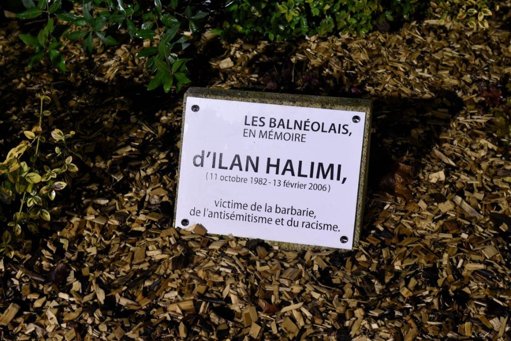 LES BALNÉOLAIS,
EN MÉMOIRE
d'ILAN HALIMI,
(11 octobre 1982 - 13 février 2006)
victime de la barbarie,
de l'antisémitisme et du racisme.